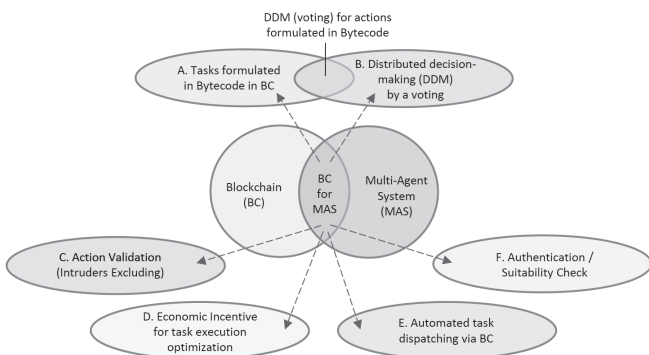 DDM (voting) for actions
formulated in Bytecode
A. Tasks formulated
in Bytecode in BC
B. Distributed decision-
making (DDM)
by a voting
Blockchain
(BC)
BC
for
MAS
Multi-Agent
System
(MAS)
C. Action Validation
(Intruders Excluding)
F. Authentication /
Suitability Check
D. Economic Incentive
for task execution
optimization
E. Automated task
dispatching via BC